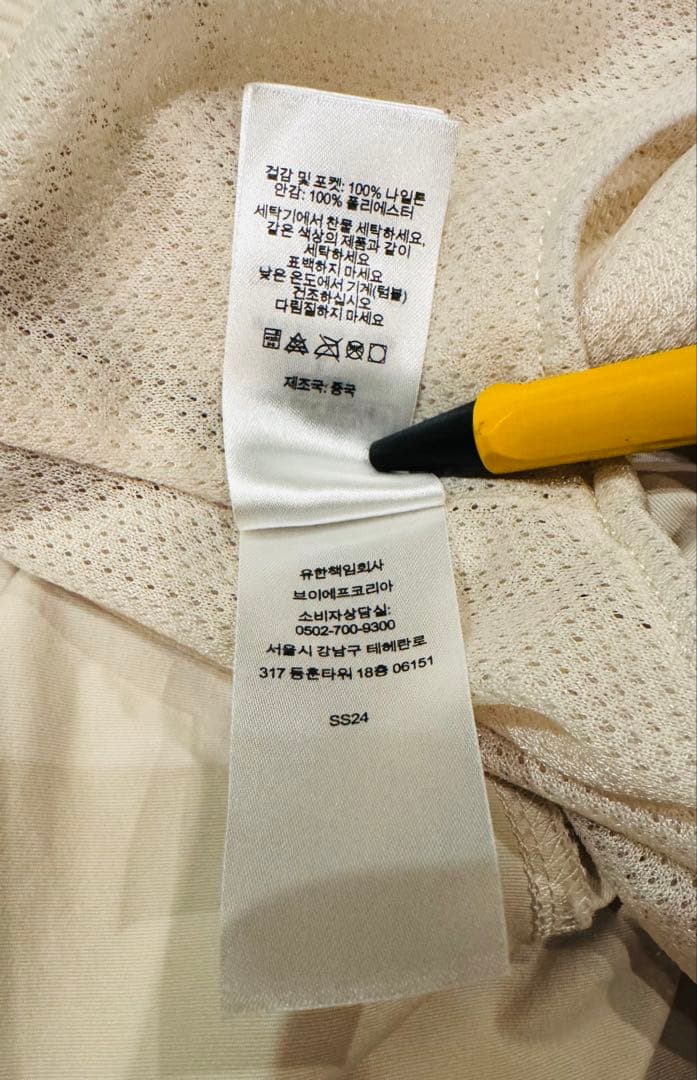 겉감 및 포켓: 100% 나일론
안감: 100% 폴리에스터
세탁기에서 찬물 세탁하세요,
같은 색상의 제품과 같이
세탁하세요
표백하지 마세요
낮은 온도에서 기계(텀블)
건조하십시오
다림질하지 마세요
제조국: 중국
유한책임회사
브이에프코리아
소비자상담실:
0502-700-9300
서울시 강남구 테헤란로
317 동훈타워 18층 06151
SS24